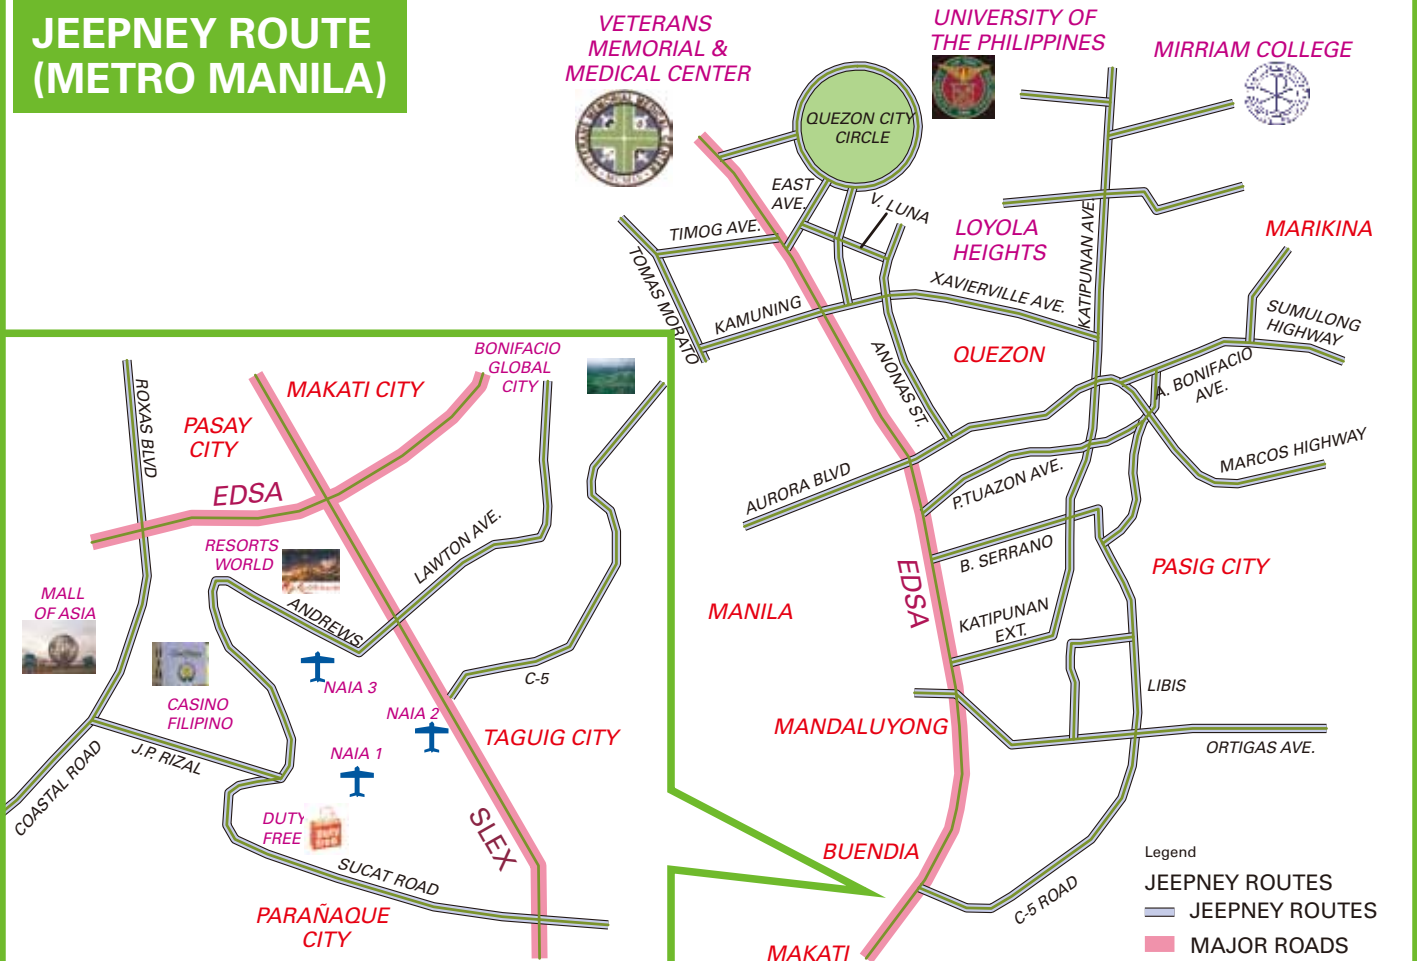 JEEPNEY ROUTE
(METRO MANILA)
VETERANS
MEMORIAL &
MEDICAL CENTER
UNIVERSITY OF
THE PHILIPPINES
MIRRIAM COLLEGE
QUEZON CITY
CIRCLE
EAST
AVE.
V. LUNA
TIMOG AVE.
TOMAS MORATO
KAMUNING
LOYOLA
HEIGHTS
KATIPUNAN AVE.
MARIKINA
XAVIERVILLE AVE.
SUMULONG
HIGHWAY
QUEZON
ANONAS ST.
A. BONIFACIO
AVE.
MARCOS HIGHWAY
AURORA BLVD
P.TUAZON AVE.
B. SERRANO
EDSA
PASIG CITY
KATIPUNAN
EXT.
MANILA
LIBIS
MANDALUYONG
ORTIGAS AVE.
BUENDIA
C-5 ROAD
MAKATI
BONIFACIO
GLOBAL
CITY
MAKATI CITY
ROXAS BLVD
PASAY
CITY
EDSA
RESORTS
WORLD
LAWTON AVE.
MALL
OF ASIA
ANDREWS
NAIA 3
C-5
CASINO
FILIPINO
NAIA 2
TAGUIG CITY
J.P. RIZAL
NAIA 1
COASTAL ROAD
DUTY
FREE
SLEX
SUCAT ROAD
PARAÑAQUE
CITY
Legend
JEEPNEY ROUTES
JEEPNEY ROUTES
MAJOR ROADS